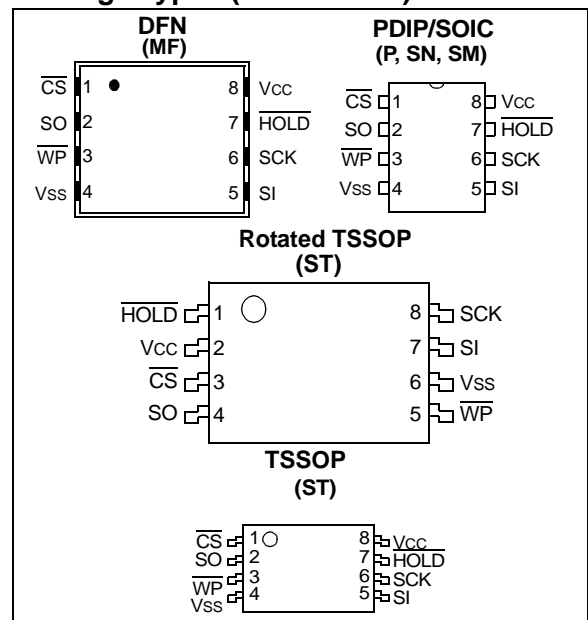 DFN
(MF)
CS 1 8 VCC
SO 2 7 HOLD
WP 3 6 SCK
VSS 4 5 SI
PDIP/SOIC
(P, SN, SM)
CS 1 8 VCC
SO 2 7 HOLD
WP 3 6 SCK
VSS 4 5 SI
Rotated TSSOP
(ST)
HOLD 1 8 SCK
VCC 2 7 SI
CS 3 6 VSS
SO 4 5 WP
TSSOP
(ST)
CS 1 8 VCC
SO 2 7 HOLD
WP 3 6 SCK
VSS 4 5 SI